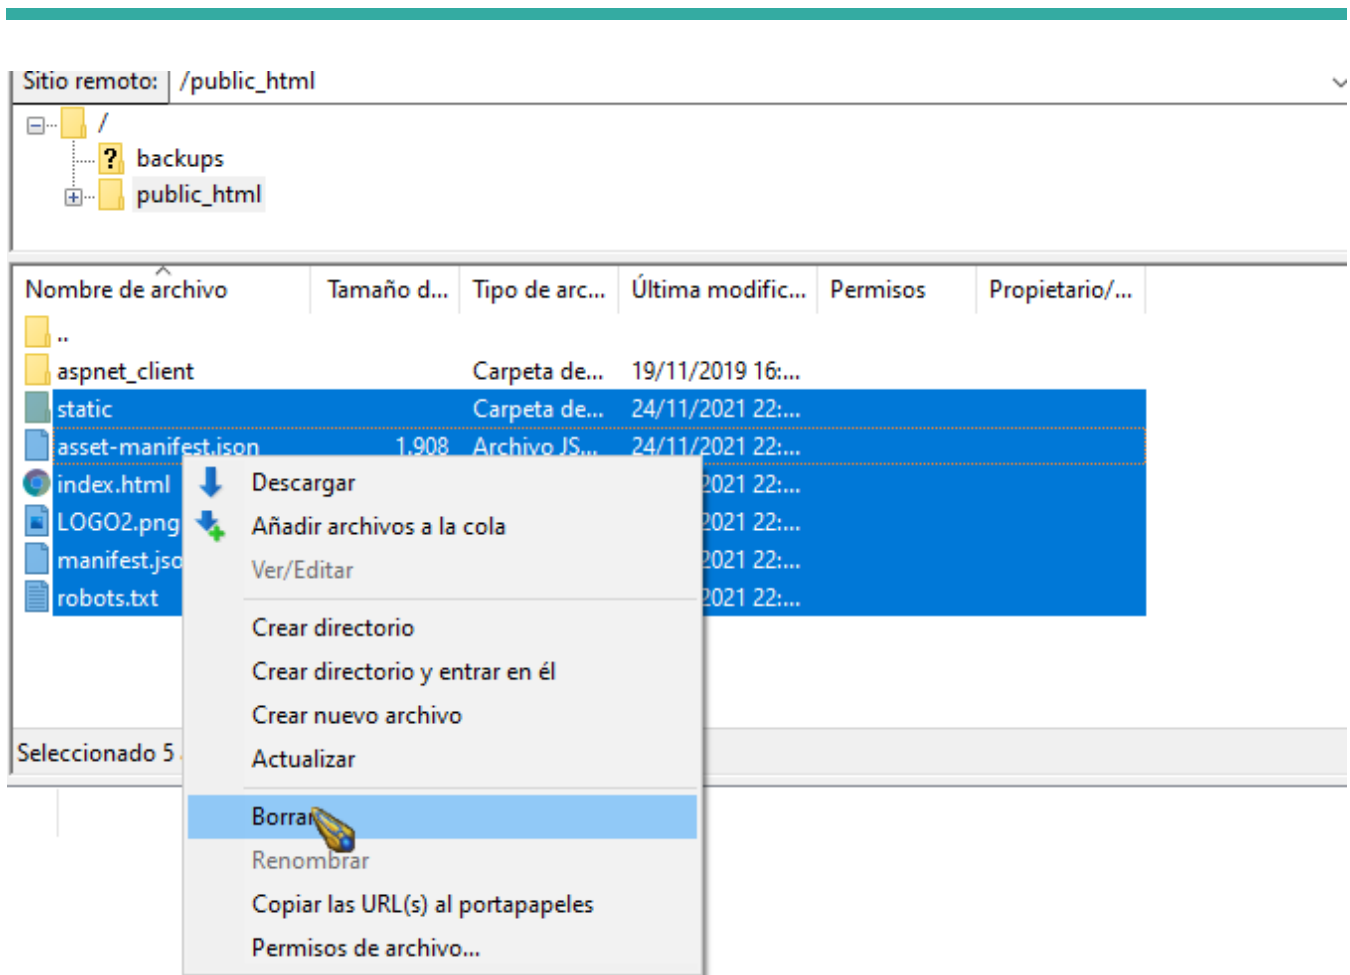 Sitio remoto: /public_html
/
? backups
public_html
Nombre de archivo Tamaño d... Tipo de arc... Última modific... Permisos Propietario/...
..
aspnet_client Carpeta de... 19/11/2019 16:...
static Carpeta de... 24/11/2021 22:...
asset-manifest.json 1.908 Archivo JS... 24/11/2021 22:...
index.html 2021 22:...
LOGO2.png 2021 22:...
manifest.jso 2021 22:...
robots.txt 2021 22:...
Descargar
Añadir archivos a la cola
Ver/Editar
Crear directorio
Crear directorio y entrar en él
Crear nuevo archivo
Actualizar
Seleccionado 5
Borrar
Renombrar
Copiar las URL(s) al portapapeles
Permisos de archivo...